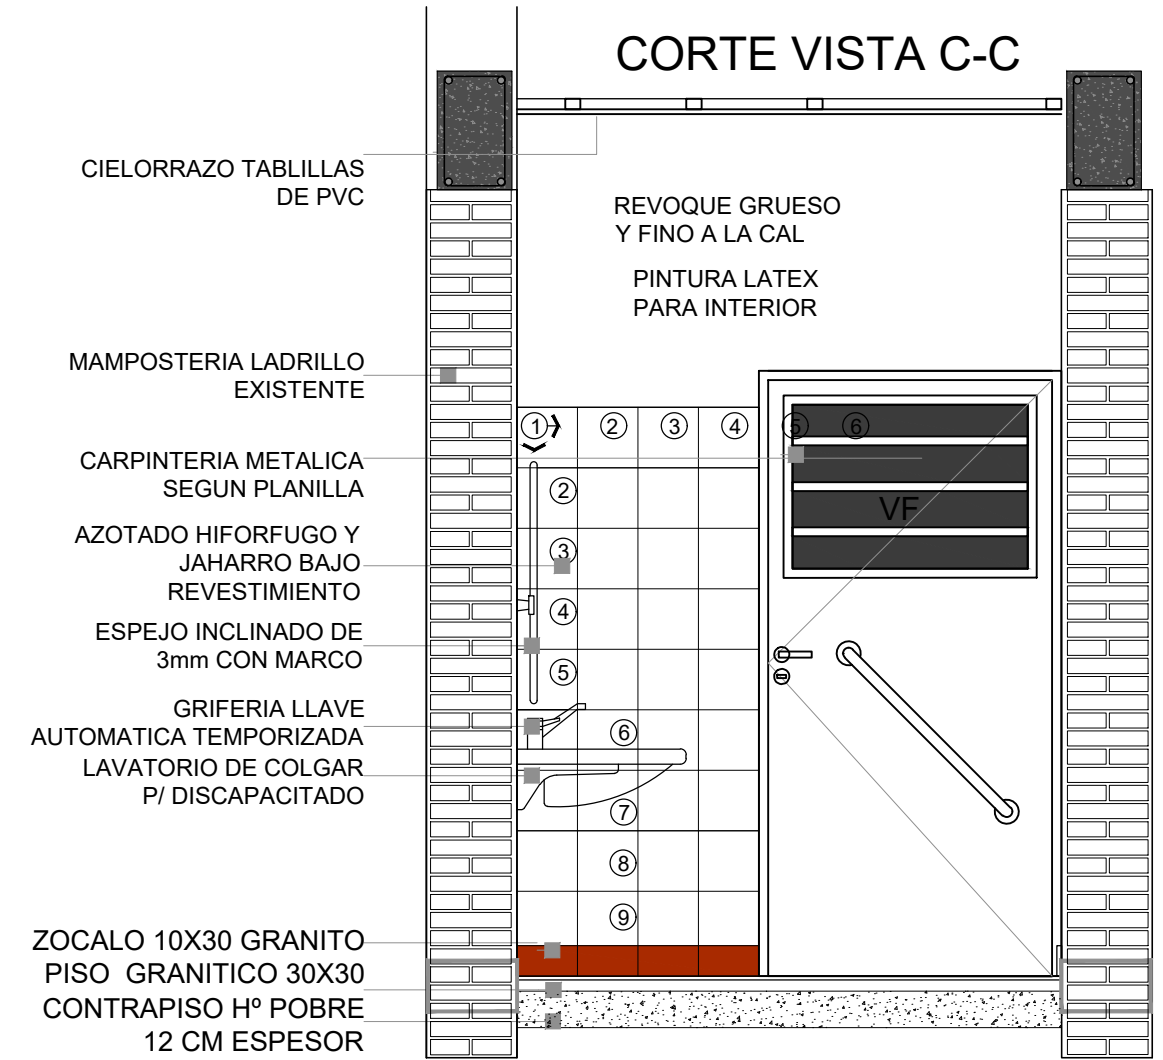 CORTE VISTA C-C
CIELORRAZO TABLILLAS
DE PVC
REVOQUE GRUESO
Y FINO A LA CAL
PINTURA LATEX
PARA INTERIOR
MAMPOSTERIA LADRILLO
EXISTENTE
1 2 3 4 5 6
CARPINTERIA METALICA
SEGUN PLANILLA
2
VF
AZOTADO HIFORFUGO Y
JAHARRO BAJO
REVESTIMIENTO
3
4
ESPEJO INCLINADO DE
3mm CON MARCO
5
GRIFERIA LLAVE
AUTOMATICA TEMPORIZADA
6
LAVATORIO DE COLGAR
P/ DISCAPACITADO
7
8
9
ZOCALO 10X30 GRANITO
PISO GRANITICO 30X30
CONTRAPISO Hº POBRE
12 CM ESPESOR